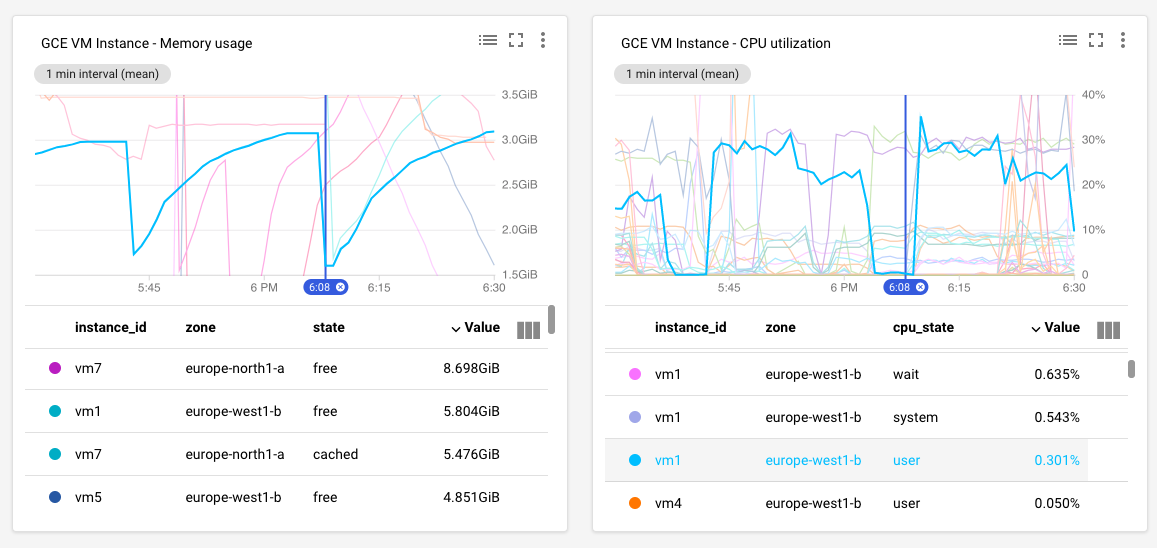 GCE VM Instance - Memory usage
1 min interval (mean)
3.5GiB
3.0GiB
2.5GiB
2.0GiB
1.5GiB
5:45 6 PM 6:08 6:15 6:30
instance_id zone state Value
vm7 europe-north1-a free 8.698GiB
vm1 europe-west1-b free 5.804GiB
vm7 europe-north1-a cached 5.476GiB
vm5 europe-west1-b free 4.851GiB
GCE VM Instance - CPU utilization
1 min interval (mean)
40%
30%
20%
10%
0
5:45 6 PM 6:08 6:15 6:30
instance_id zone cpu_state Value
vm1 europe-west1-b wait 0.635%
vm1 europe-west1-b system 0.543%
vm1 europe-west1-b user 0.301%
vm4 europe-west1-b user 0.050%